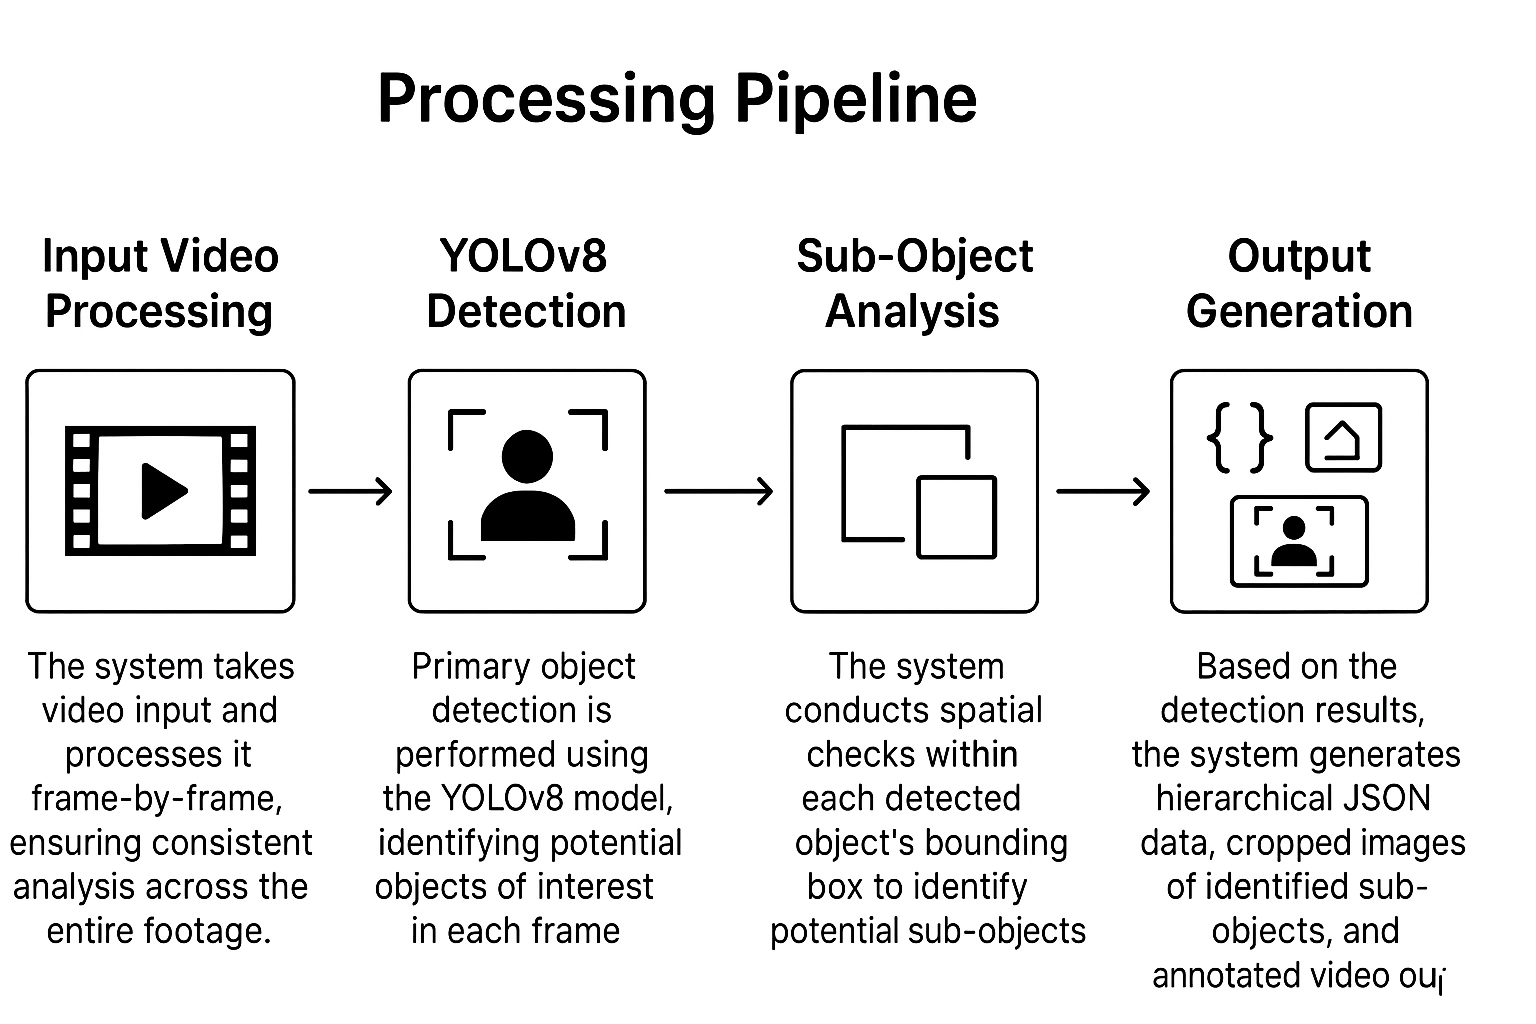 Processing Pipeline
Input Video
Processing
The system takes
video input and
processes it
frame-by-frame,
ensuring consistent
analysis across the
entire footage.
YOLOv8
Detection
Primary object
detection is
performed using
the YOLOv8 model,
identifying potential
objects of interest
in each frame
Sub-Object
Analysis
The system
conducts spatial
checks within
each detected
object's bounding
box to identify
potential sub-objects
Output
Generation
{ }
Based on the
detection results,
the system generates
hierarchical JSON
data, cropped images
of identified sub-
objects, and
annotated video